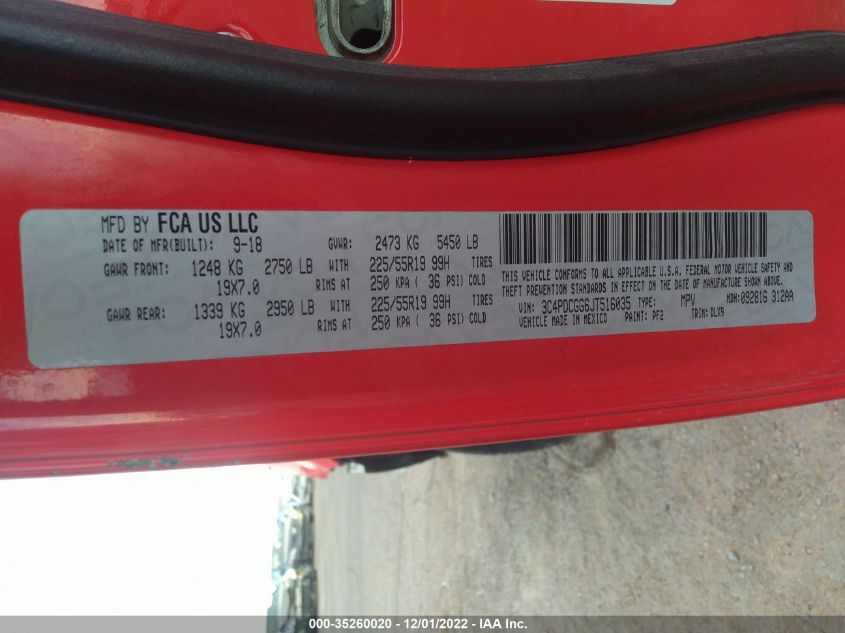 MFD BY FCA US LLC
DATE OF MFR(BUILT): 9-18 GVWR: 2473 KG 5450 LB
GAWR FRONT: 1248 KG 2750 LB WITH 225/55R19 99H TIRES
19X7.0 RIMS AT 250 KPA ( 36 PSI) COLD
GAWR REAR: 1339 KG 2950 LB WITH 225/55R19 99H TIRES
19X7.0 RIMS AT 250 KPA ( 36 PSI) COLD
THIS VEHICLE CONFORMS TO ALL APPLICABLE U.S.A. FEDERAL MOTOR VEHICLE SAFETY AND
THEFT PREVENTION STANDARDS IN EFFECT ON THE DATE OF MANUFACTURE SHOWN ABOVE.
VIN: 3C4PDCGG6JT516035 TYPE: MPV MDH: 092816 312AA
VEHICLE MADE IN MEXICO PAINT: PF2 TRIM: DLX9
000-35260020 - 12/01/2022 - IAA Inc.